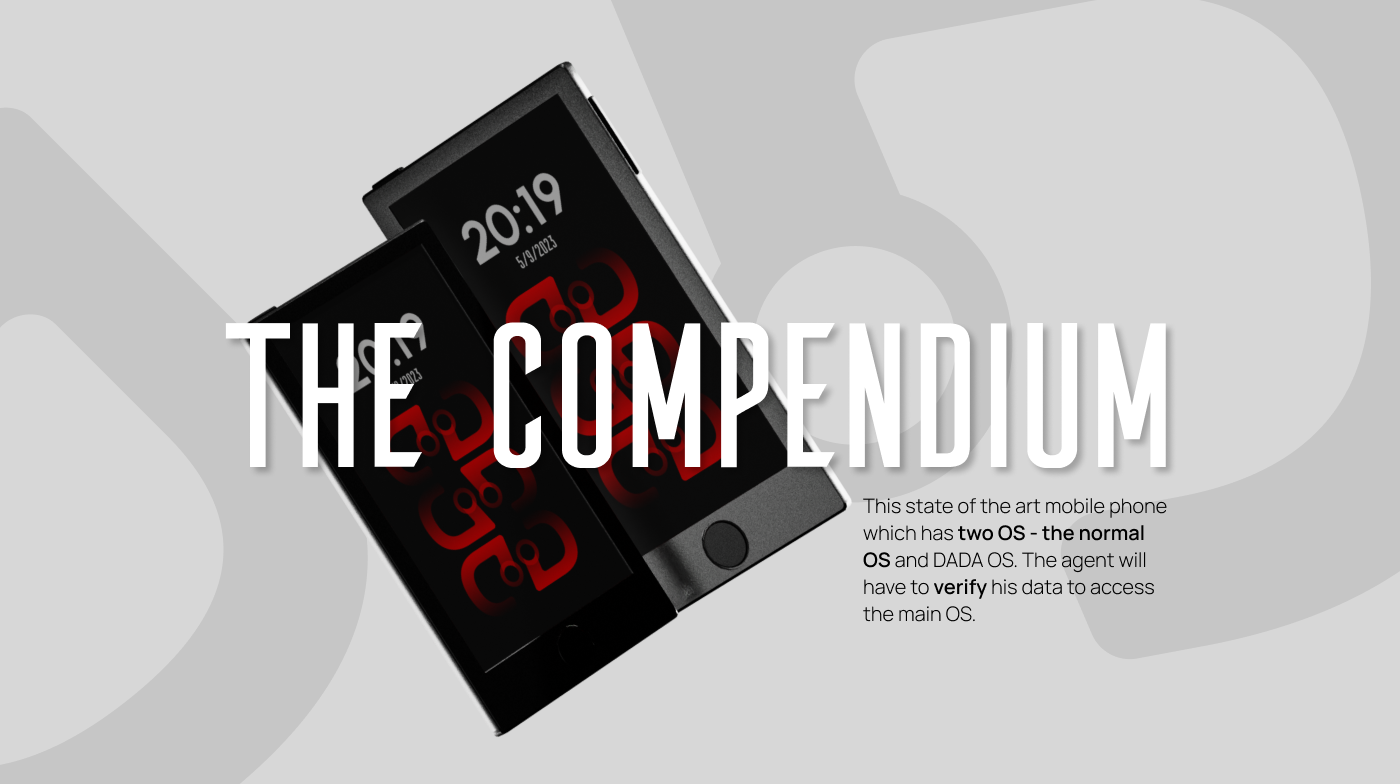 20:19
5/9/2023
20:19
THE COMPENDIUM
This state of the art mobile phone
which has two OS - the normal
OS and DADA OS. The agent will
have to verify his data to access
the main OS.